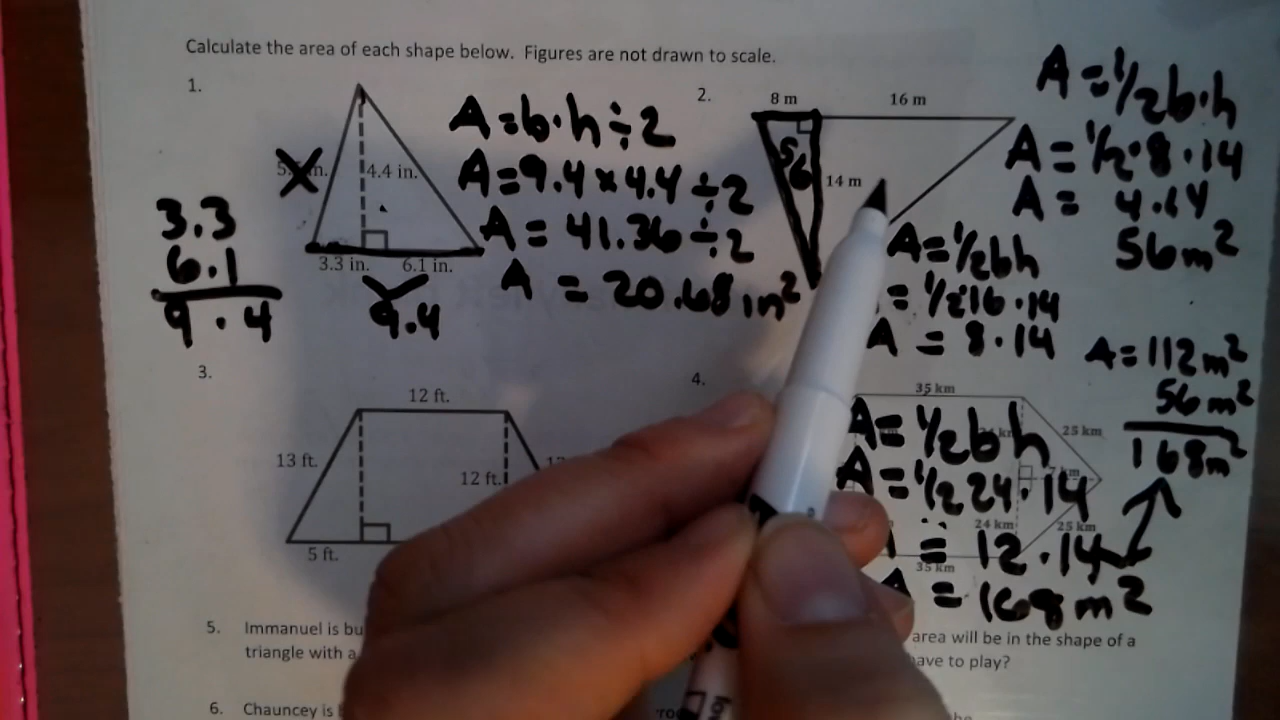 Calculate the area of each shape below. Figures are not drawn to scale.
1.
4.4 in.
3.3 in.
6.1 in.
9.4
3.3
6.1
9.4
A=b·h÷2
A=9.4×4.4÷2
A=41.36÷2
A=20.68in²
2.
8 m
16 m
56
14 m
A=½b·h
A=½·8·14
A=4·14
56m²
A=½bh
=½16·14
A=8·14
A=112m²
56m²
168m²
A=½bh
A=½24·14
=12·14
=168m²
3.
12 ft.
13 ft.
12 ft.
5 ft.
4.
35 km
25 km
24 km
25 km
35 km
5. Immanuel is bu
area will be in the shape of a
triangle with a
ave to play?
6. Chauncey is